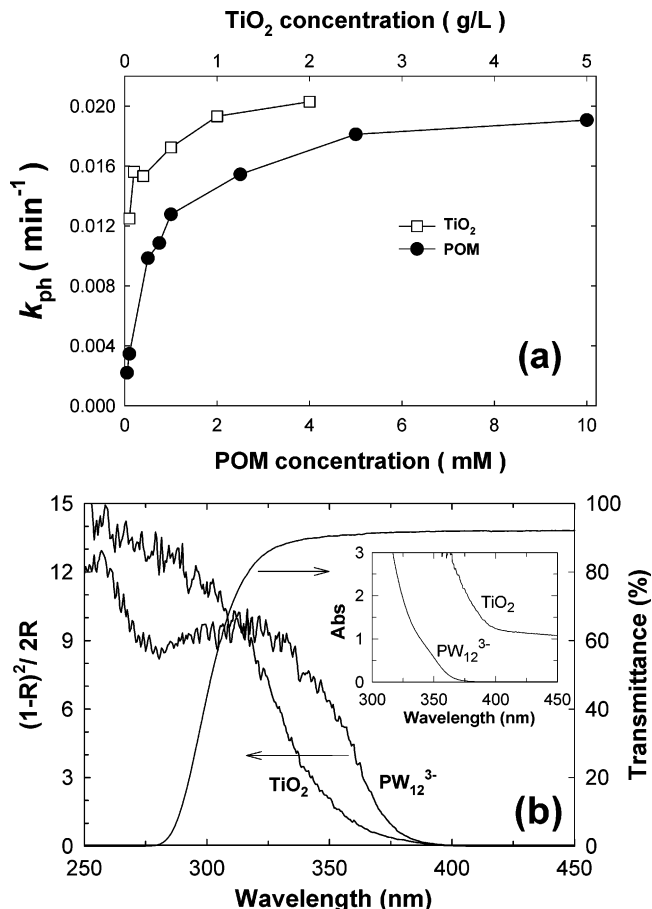 TiO2 concentration ( g/L )
0 1 2 3 4 5
0.020
0.016
0.012
0.008
0.004
0.000
kph ( min-1 )
TiO2
POM
(a)
0 2 4 6 8 10
POM concentration ( mM )
15
12
9
6
3
0
(1-R)2/ 2R
100
80
60
40
20
0
Transmittance (%)
3
2
1
0
Abs
TiO2
PW12 3-
300 350 400 450
Wavelength (nm)
TiO2
PW12 3-
(b)
250 300 350 400 450
Wavelength (nm)